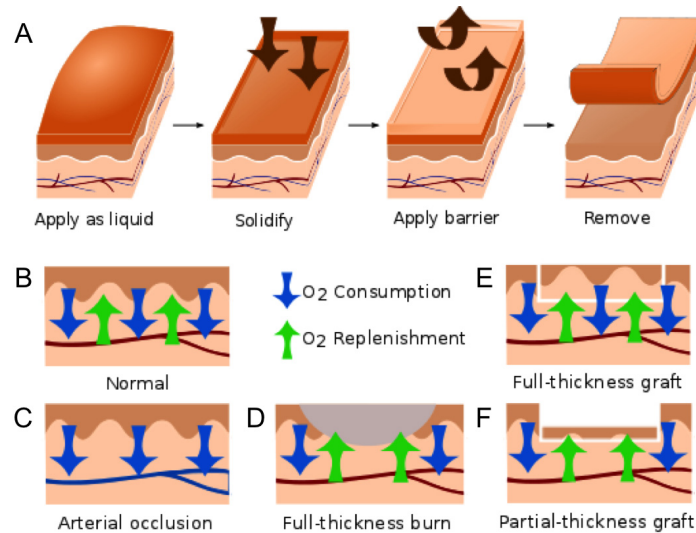 A
Apply as liquid
Solidify
Apply barrier
Remove
B
Normal
O2 Consumption
O2 Replenishment
E
Full-thickness graft
C
Arterial occlusion
D
Full-thickness burn
F
Partial-thickness graft